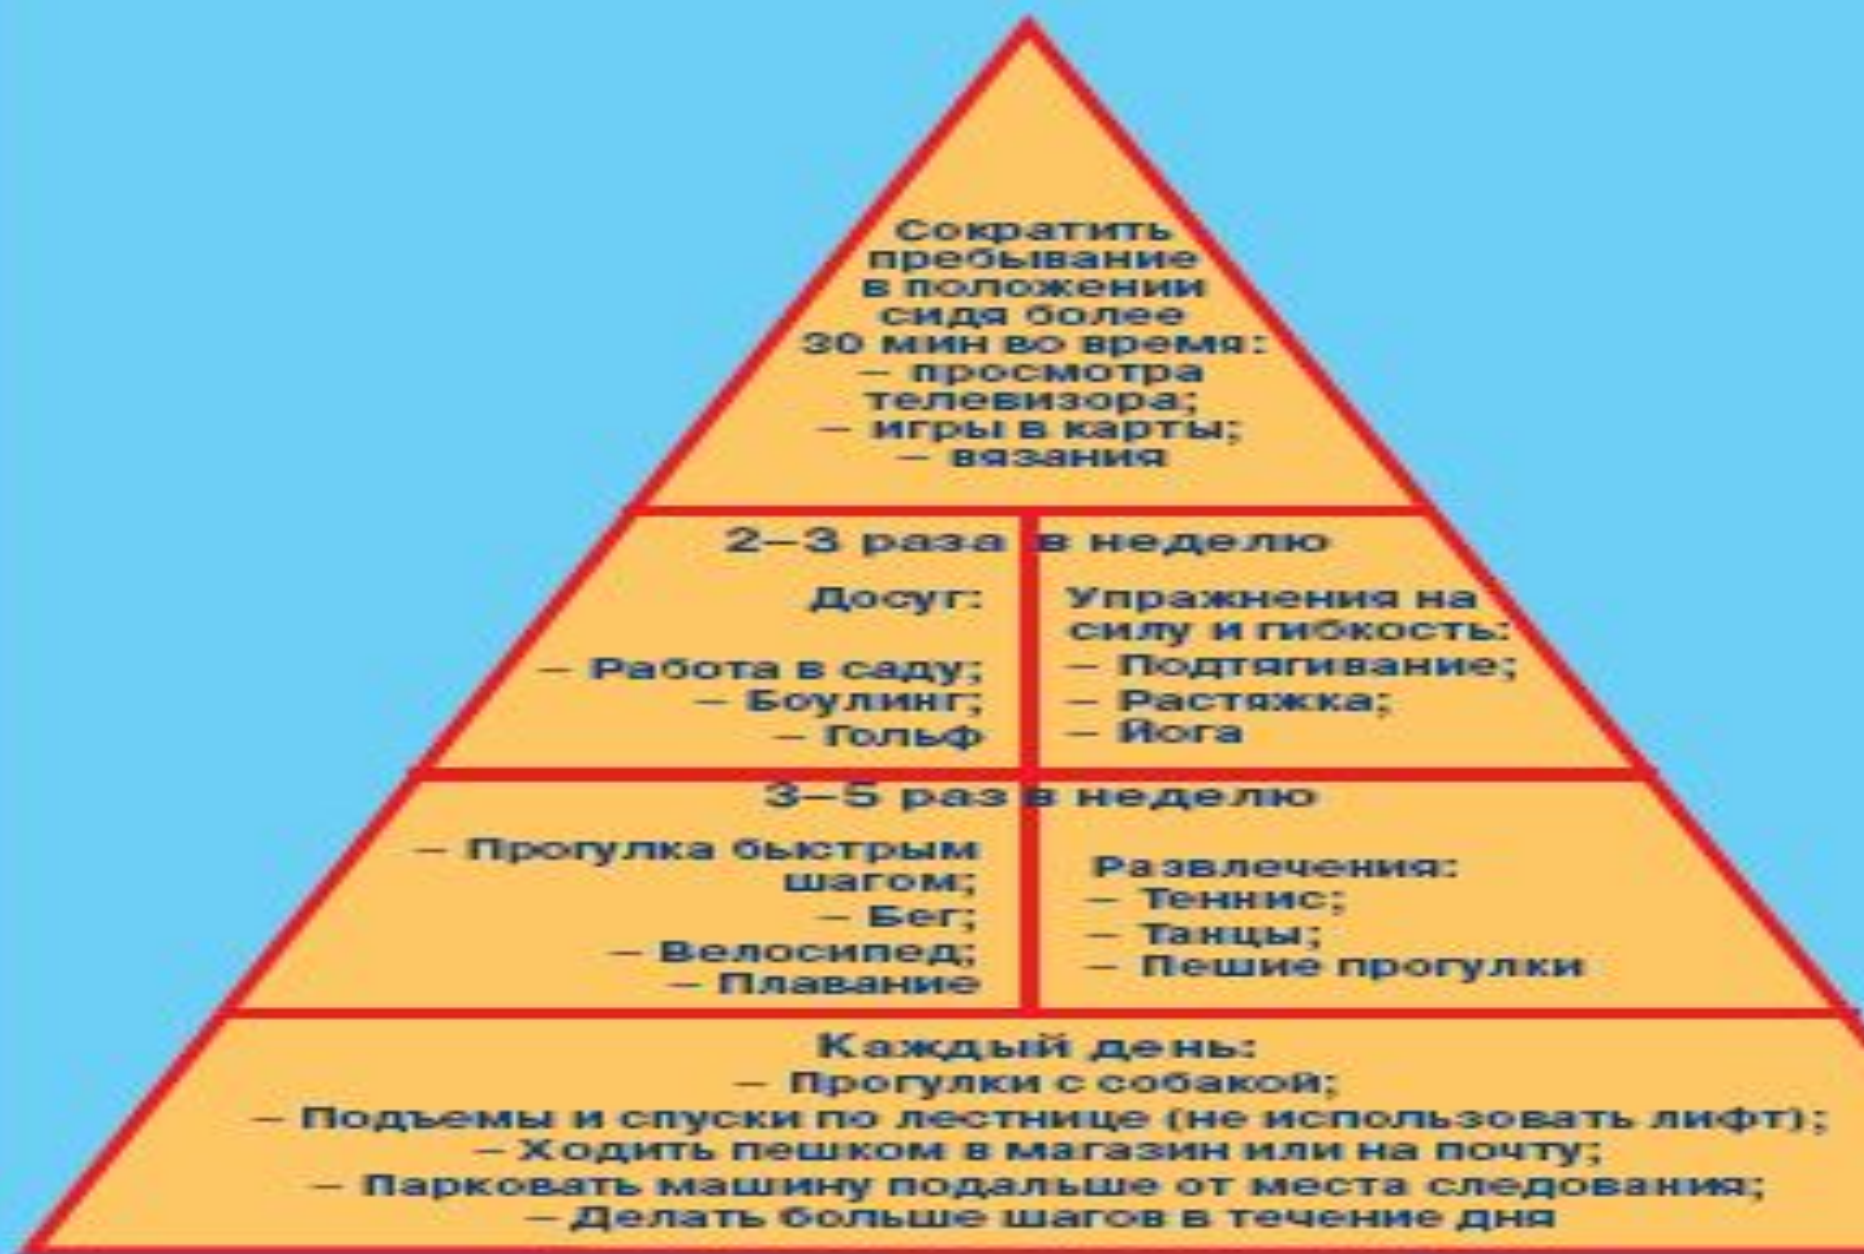 Сократить
пребывание
в положении
сидя более
30 мин во время:
– просмотра
телевизора;
– игры в карты;
– вязания
2–3 раза в неделю
Досуг:
– Работа в саду;
– Боулинг;
– Гольф
Упражнения на
силу и гибкость:
– Подтягивание;
– Растяжка;
– Йога
3–5 раз в неделю
– Прогулка быстрым
шагом;
– Бег;
– Велосипед;
– Плавание
Развлечения:
– Теннис;
– Танцы;
– Пешие прогулки
Каждый день:
– Прогулки с собакой;
– Подъемы и спуски по лестнице (не использовать лифт);
– Ходить пешком в магазин или на почту;
– Парковать машину подальше от места следования;
– Делать больше шагов в течение дня